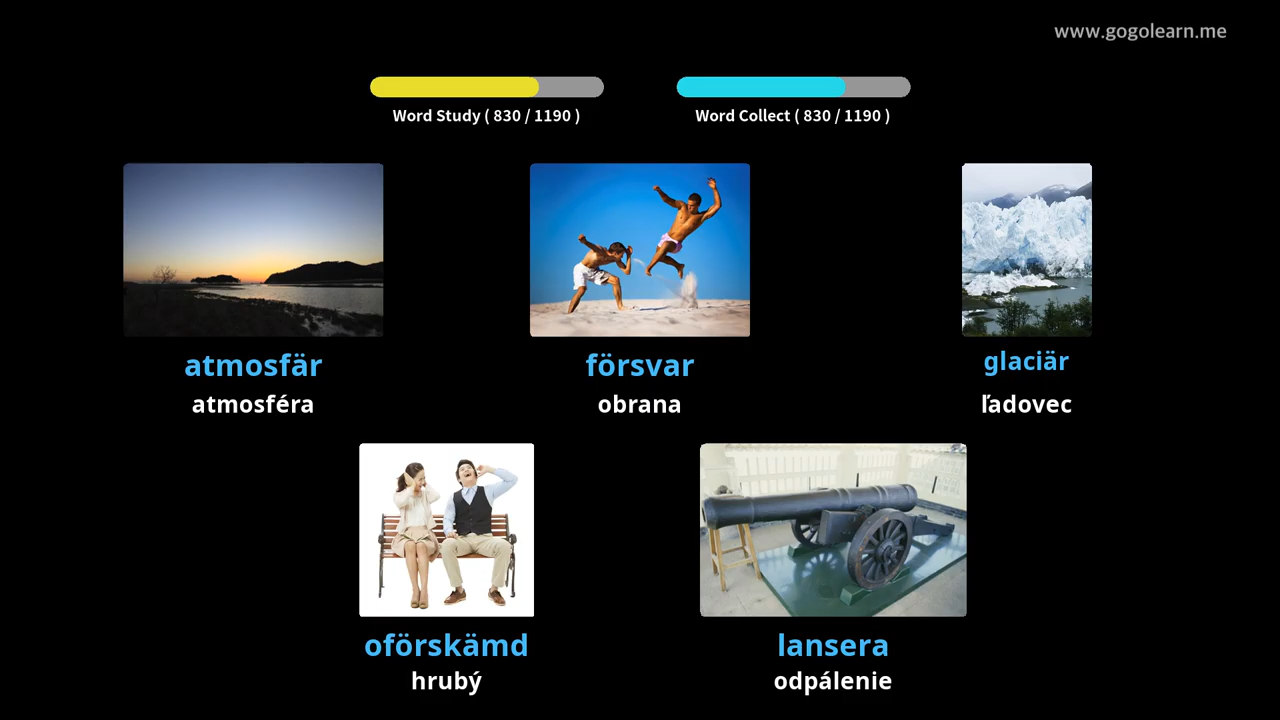 www.gogolearn.me
Word Study ( 830 / 1190 )
Word Collect ( 830 / 1190 )
atmosfär
atmosféra
försvar
obrana
glaciär
ľadovec
oförskämd
hrubý
lansera
odpálenie